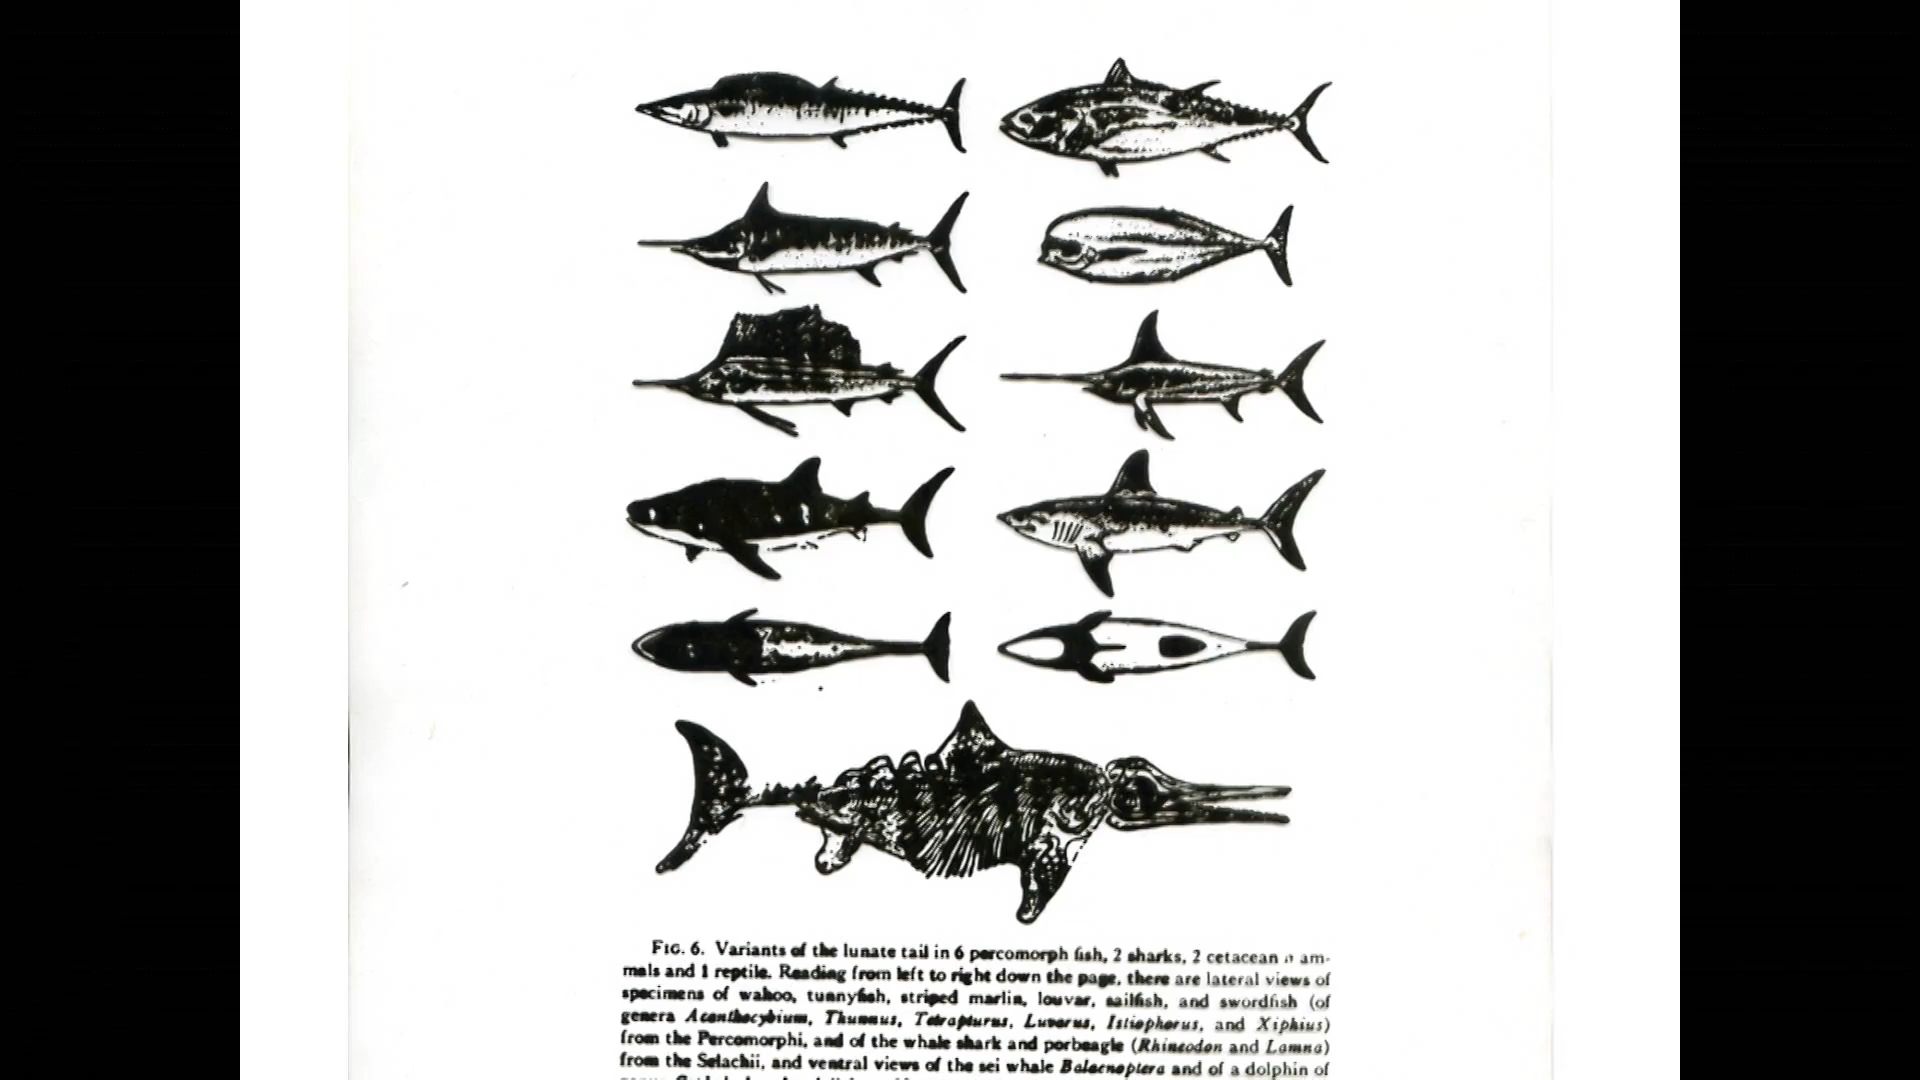 FIG. 6. Variants of the lunate tail in 6 percomorph fish, 2 sharks, 2 cetacean am-
mals and 1 reptile. Reading from left to right down the page, there are lateral views of
specimens of wahoo, tunnyfish, striped marlin, louvar, sailfish, and swordfish (of
genera Acanthocybium, Thunnus, Tetrapturus, Luvarus, Istiophorus, and Xiphius)
from the Percomorphi, and of the whale shark and porbeagle (Rhineodon and Lamna)
from the Selachii, and ventral views of the sei whale Balaenoptera and of a dolphin of